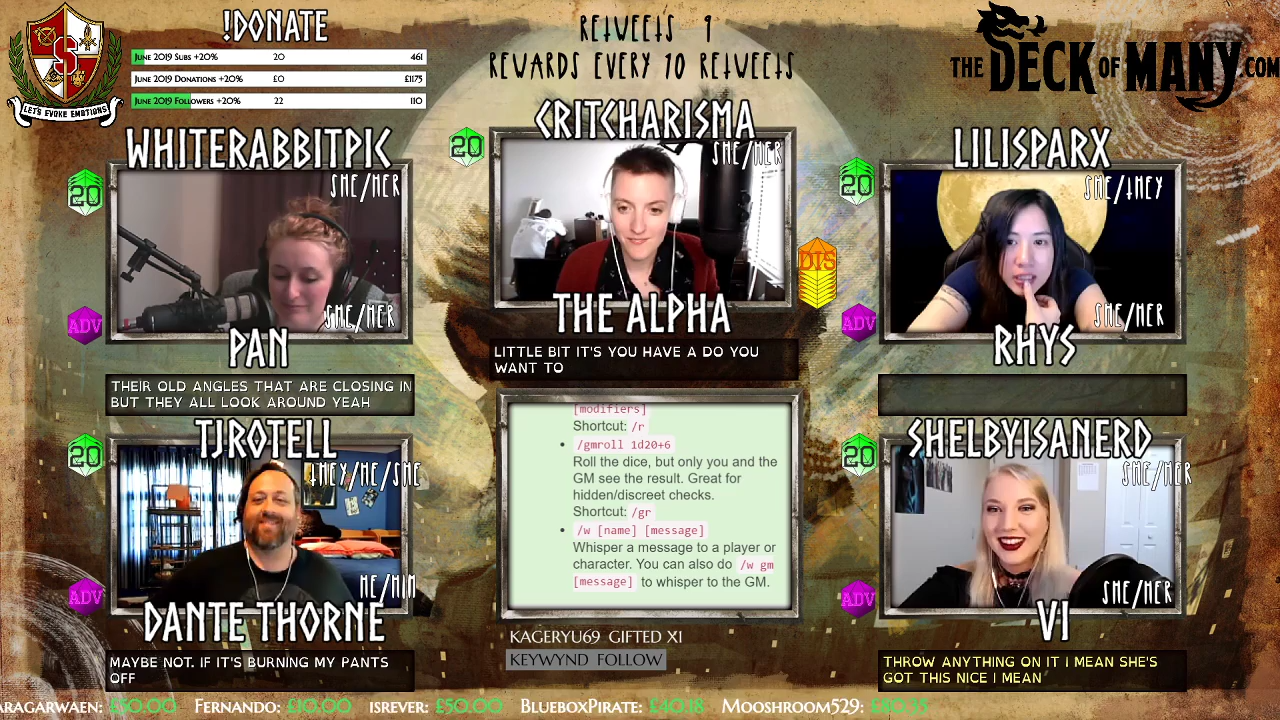 !DONATE
JUNE 2019 SUBS +20% 20 461
JUNE 2019 DONATIONS +20% £0 £1175
JUNE 2019 FOLLOWERS +20% 22 110
LET'S EVOKE EMOTIONS
RETWEETS 9
REWARDS EVERY 10 RETWEETS
THE DECK OF MANY.COM
WHITERABBITPIC
SHE/HER
20
ADV
SHE/HER
PAN
THEIR OLD ANGLES THAT ARE CLOSING IN
BUT THEY ALL LOOK AROUND YEAH
CRITCHARISMA
SHE/HER
20
DTS
THE ALPHA
LITTLE BIT IT'S YOU HAVE A DO YOU
WANT TO
LILISPARX
SHE/THEY
20
ADV
SHE/HER
RHYS
TJROTELL
THEY/HE/SHE
20
ADV
HE/HIM
DANTE THORNE
MAYBE NOT. IF IT'S BURNING MY PANTS
OFF
[modifiers]
Shortcut: /r
• /gmroll 1d20+6
Roll the dice, but only you and the
GM see the result. Great for
hidden/discreet checks.
Shortcut: /gr
• /w [name] [message]
Whisper a message to a player or
character. You can also do /w gm
[message] to whisper to the GM.
KAGERYU69 GIFTED X1
KEYWYND FOLLOW
SHELBYISANERD
SHE/HER
20
ADV
SHE/HER
VI
THROW ANYTHING ON IT I MEAN SHE'S
GOT THIS NICE I MEAN
ARAGARWAEN: £50.00 FERNANDO: £10.00 ISREVER: £50.00 BLUEBOXPIRATE: £40.18 MOOSHROOM529: £80.35